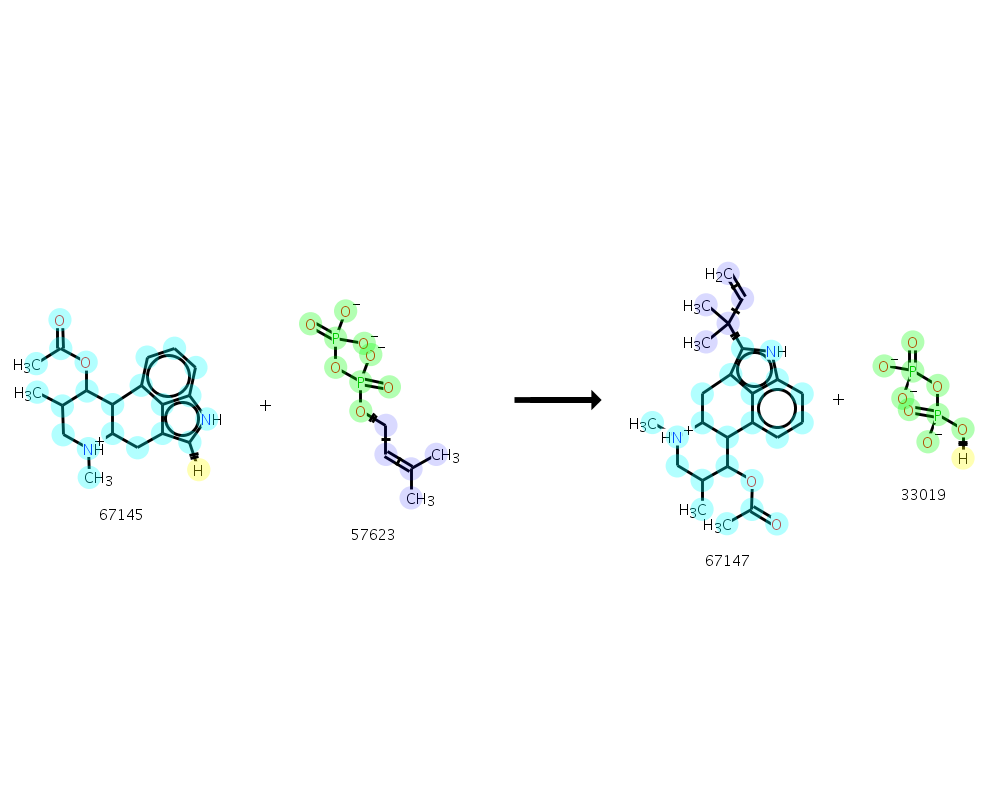 O
H3C
O
H3C
NH
+
NH
CH3
H
67145
+
O−
O
P
O−
O
O
P
O
O
CH3
CH3
57623
H2C
H3C
H3C
NH
H3C
HN
+
H3C
O
H3C
O
67147
+
O
O−
P
O
O−
O
P
O
O−
H
33019